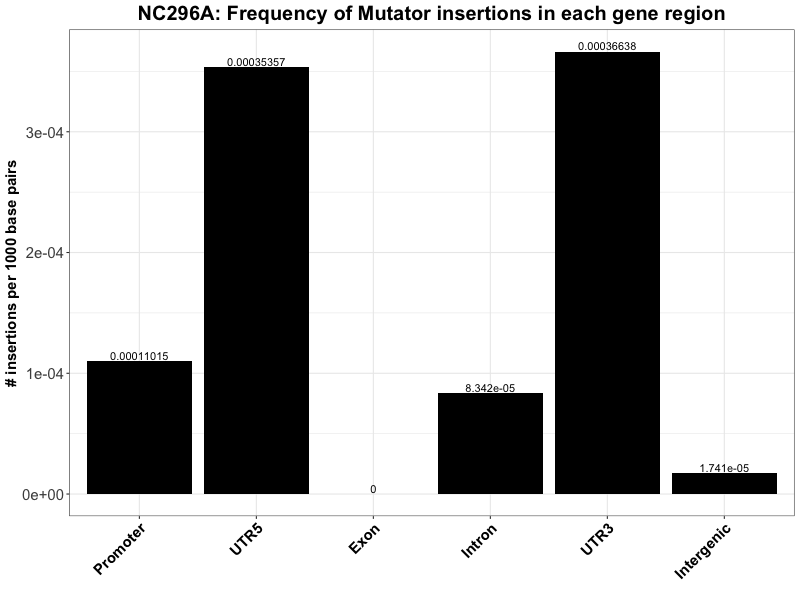 NC296A: Frequency of Mutator insertions in each gene region
# insertions per 1000 base pairs
3e-04
2e-04
1e-04
0e+00
0.00011015
0.00035357
0
8.342e-05
0.00036638
1.741e-05
Promoter
UTR5
Exon
Intron
UTR3
Intergenic